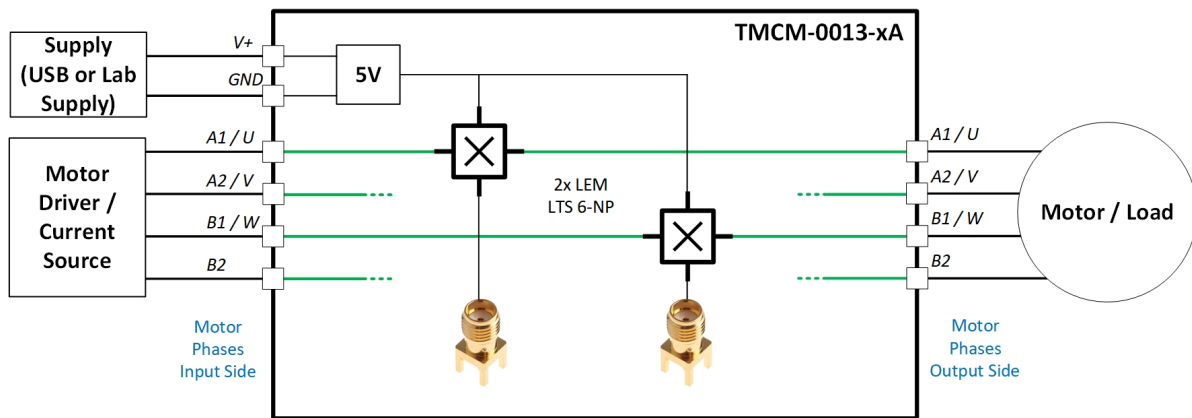 TMCM-0013-xA
Supply
(USB or Lab
Supply)
V+
GND
5V
Motor
Driver /
Current
Source
A1 / U
A2 / V
B1 / W
B2
2x LEM
LTS 6-NP
A1 / U
A2 / V
B1 / W
B2
Motor / Load
Motor
Phases
Input Side
Motor
Phases
Output Side